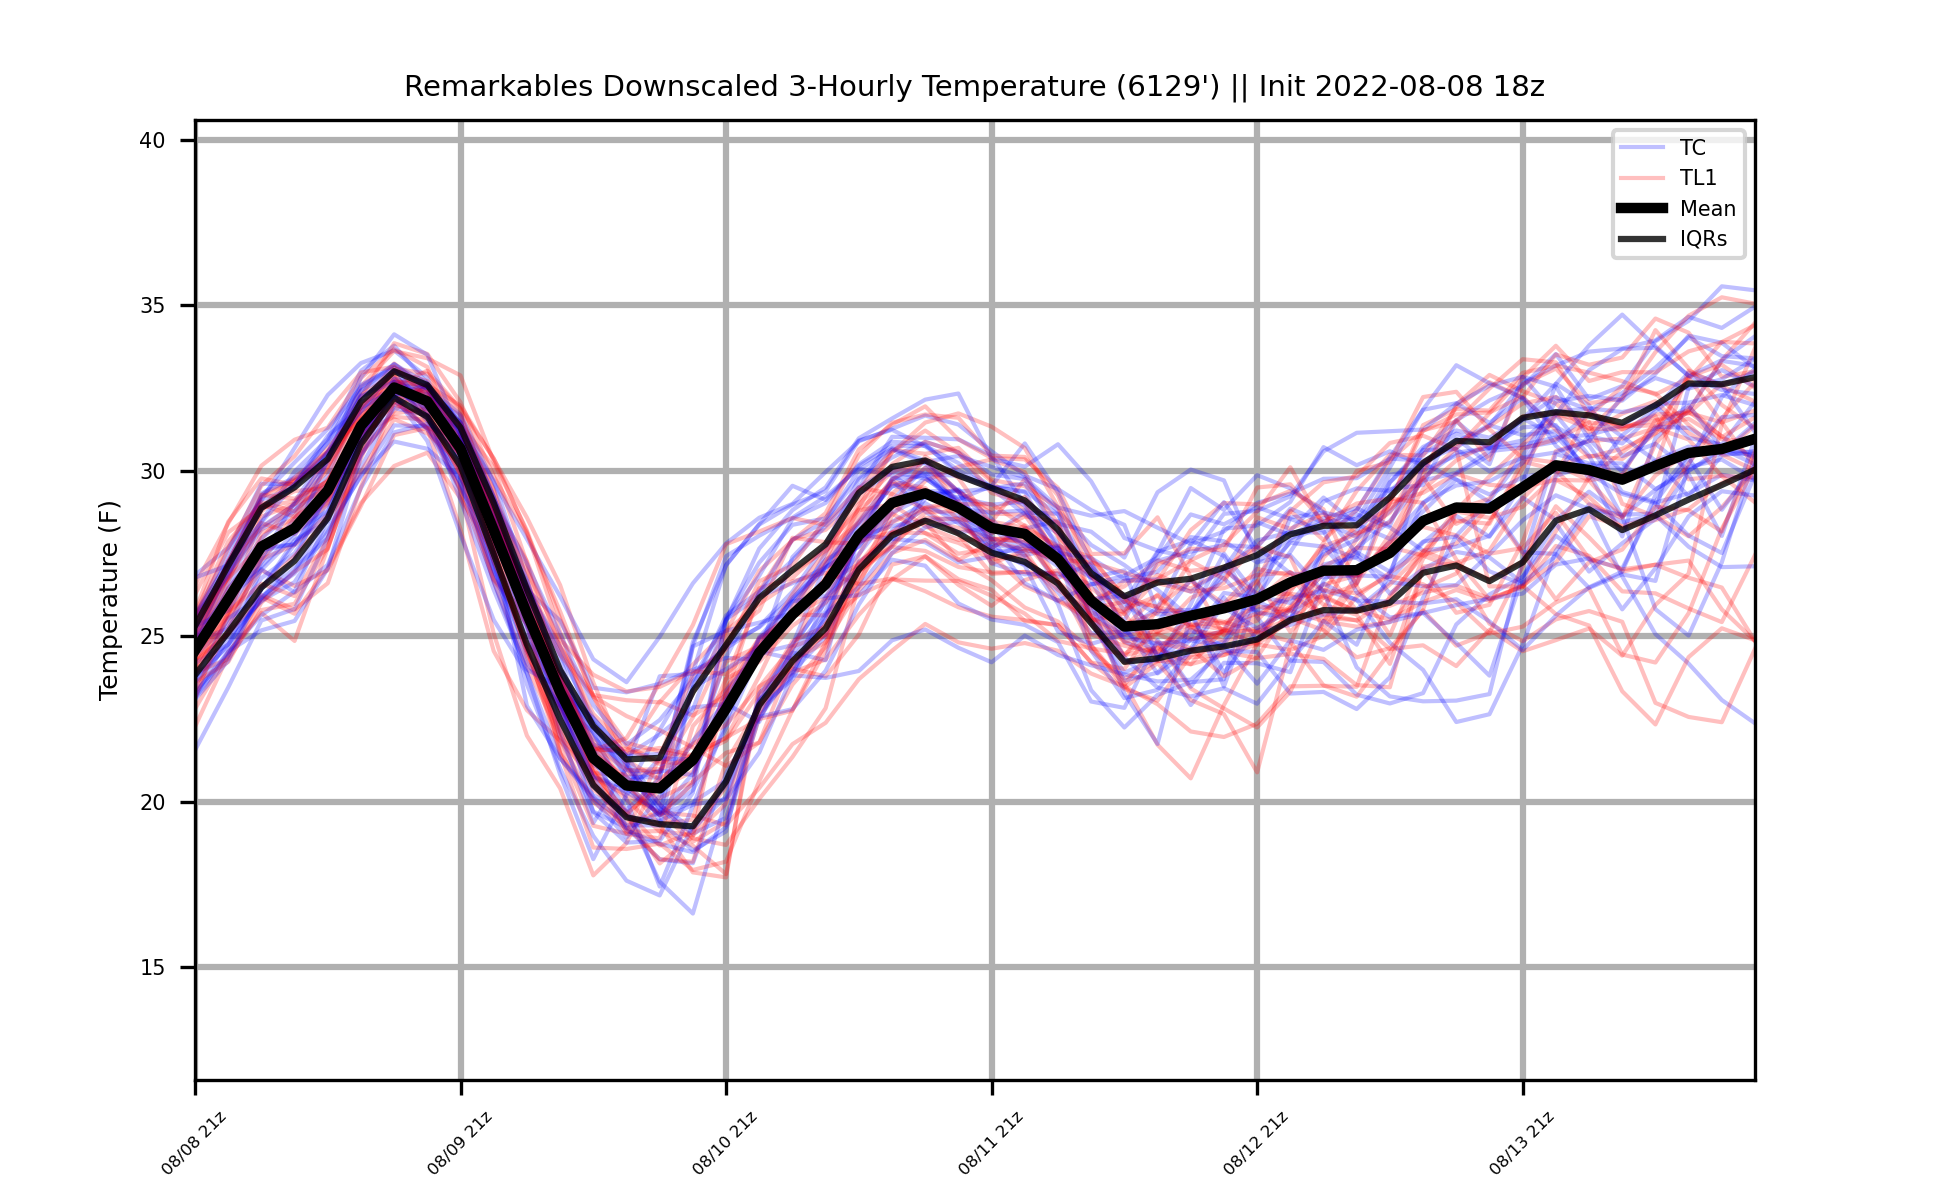 Remarkables Downscaled 3-Hourly Temperature (6129') || Init 2022-08-08 18z
TC
TL1
Mean
IQRs
Temperature (F)
40
35
30
25
20
15
08/08 21z
08/09 21z
08/10 21z
08/11 21z
08/12 21z
08/13 21z